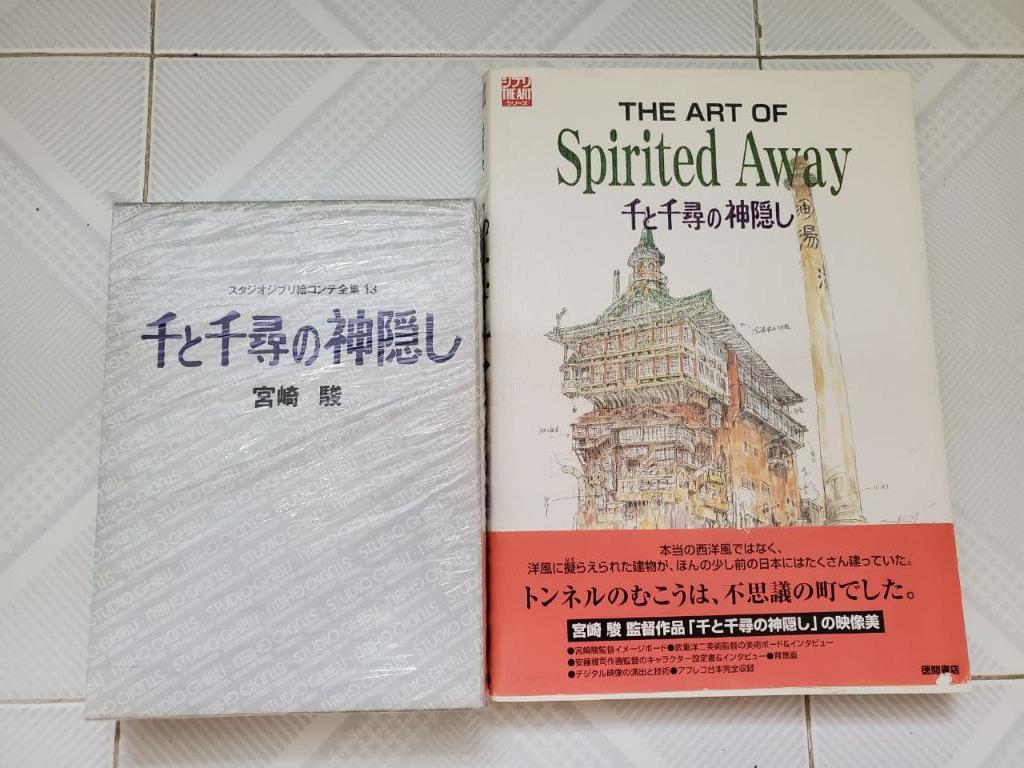 スタジオジブリ絵コンテ全集13
千と千尋の神隠し
宮崎 駿
STUDIO GHIBLI
ジブリ
THE ART
シリーズ
THE ART OF
Spirited Away
千と千尋の神隠し
油
湯
本当の西洋風ではなく、
洋風に擬らえられた建物が、ほんの少し前の日本にはたくさん建っていた。
トンネルのむこうは、不思議の町でした。
宮崎 駿 監督作品「千と千尋の神隠し」の映像美
●宮崎駿監督イメージボード●武重洋二美術監督の美術ボード&インタビュー
●安藤雅司作画監督のキャラクター設定書&インタビュー●背景画
●デジタル映像の演出と技術●アフレコ台本完全収録
徳間書店